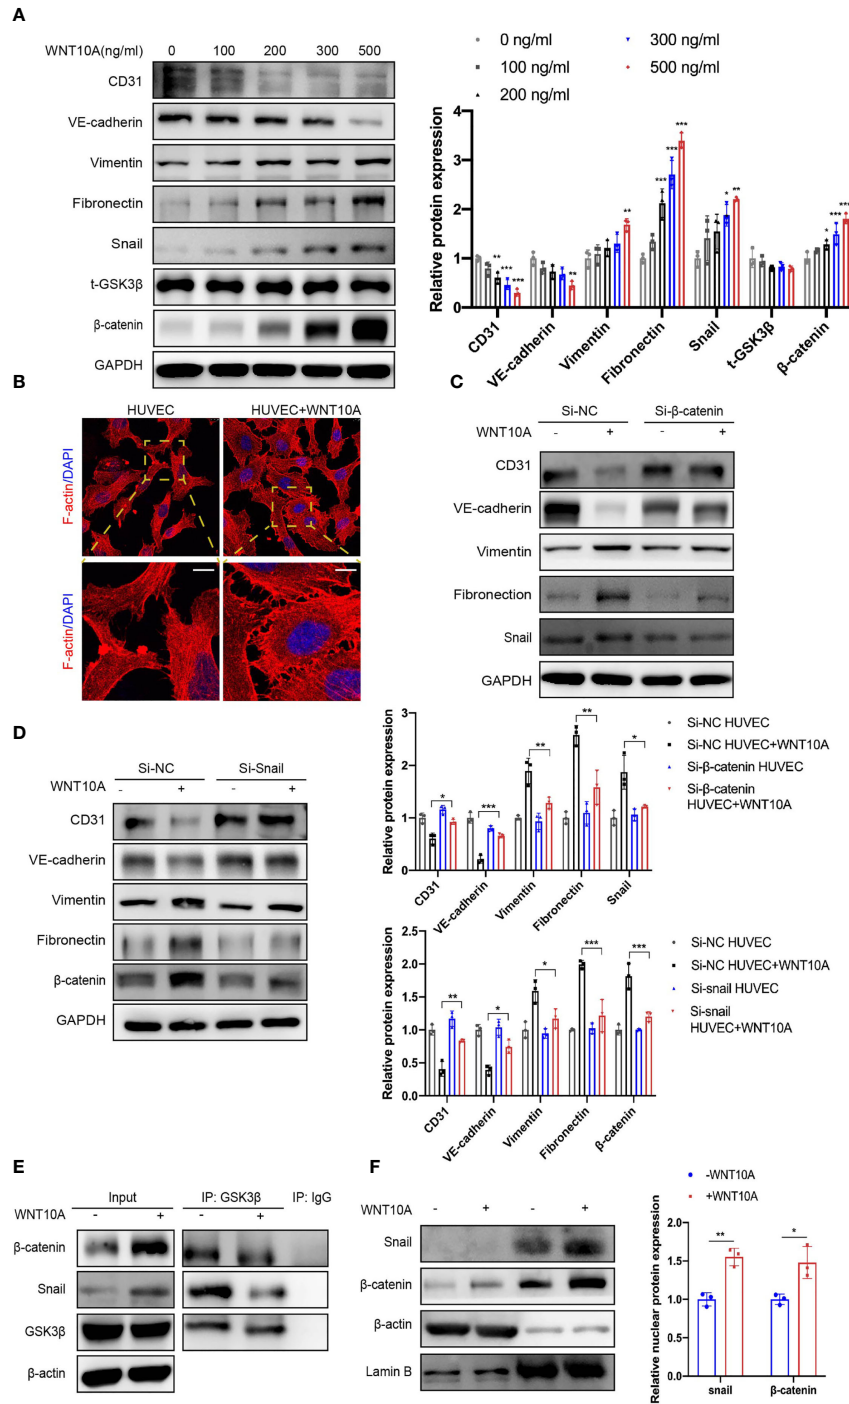 A
WNT10A(ng/ml) 0 100 200 300 500
CD31
VE-cadherin
Vimentin
Fibronectin
Snail
t-GSK3β
β-catenin
GAPDH
0 ng/ml
100 ng/ml
200 ng/ml
300 ng/ml
500 ng/ml
Relative protein expression
4
3
2
1
0
** *** *** ** ** *** *** *** * ** * *** ***
CD31 VE-cadherin Vimentin Fibronectin Snail t-GSK3β β-catenin
B
HUVEC HUVEC+WNT10A
F-actin/DAPI
F-actin/DAPI
C
Si-NC Si-β-catenin
WNT10A - + - +
CD31
VE-cadherin
Vimentin
Fibronection
Snail
GAPDH
Relative protein expression
3
2
1
0
* *** ** ** *
CD31 VE-cadherin Vimentin Fibronectin Snail
Si-NC HUVEC
Si-NC HUVEC+WNT10A
Si-β-catenin HUVEC
Si-β-catenin
HUVEC+WNT10A
D
Si-NC Si-Snail
WNT10A - + - +
CD31
VE-cadherin
Vimentin
Fibronectin
β-catenin
GAPDH
Relative protein expression
2.5
2.0
1.5
1.0
0.5
0.0
** * * *** ***
CD31 VE-cadherin Vimentin Fibronectin β-catenin
Si-NC HUVEC
Si-NC HUVEC+WNT10A
Si-snail HUVEC
Si-snail
HUVEC+WNT10A
E
Input IP: GSK3β IP: IgG
WNT10A - + - +
β-catenin
Snail
GSK3β
β-actin
F
WNT10A - + - +
Snail
β-catenin
β-actin
Lamin B
-WNT10A
+WNT10A
Relative nuclear protein expression
2.0
1.5
1.0
0.5
0.0
** *
snail β-catenin